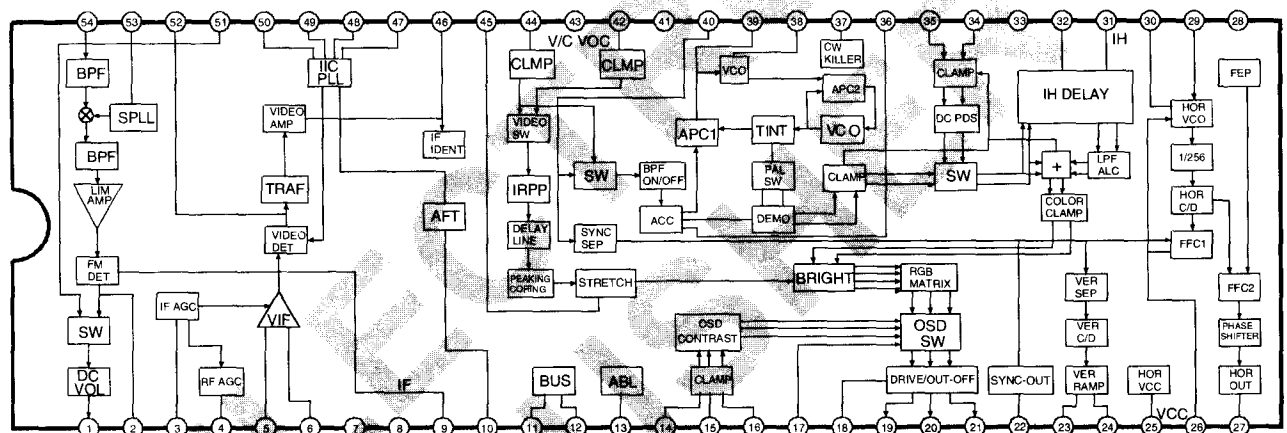 54 53 52 51 50 49 48 47 46 45 44 43 42 41 40 39 38 37 36 35 34 33 32 31 30 29 28
V/C VOC
IH
BPF
SPLL
BPF
LIM
AMP
FM
DET
SW
DC
VOL
IF AGC
RF AGC
VIF
VIDEO
DET
TRAF
VIDEO
AMP
IIC
PLL
IF
IDENT
AFT
IF
CLMP
CLMP
VIDEO
SW
IRPP
DELAY
LINE
PEAKING
CORING
STRETCH
SW
BPF
ON/OFF
ACC
SYNC
SEP
APC1
VCO
CW
KILLER
APC2
TINT
VC O
PAL
SW
DEMO
CLAMP
CLAMP
DC PDS
SW
IH DELAY
+
LPF
ALC
COLOR
CLAMP
BRIGHT
RGB
MATRIX
OSD
CONTRAST
OSD
SW
BUS
ABL
CLAMP
DRIVE/OUT-OFF
SYNC-OUT
VER
SEP
VER
C/D
VER
RAMP
HOR
VCC
VCC
HOR
VCO
1/256
HOR
C/D
FFC1
FEP
FFC2
PHASE
SHIFTER
HOR
OUT
1 2 3 4 5 6 7 8 9 10 11 12 13 14 15 16 17 18 19 20 21 22 23 24 25 26 27